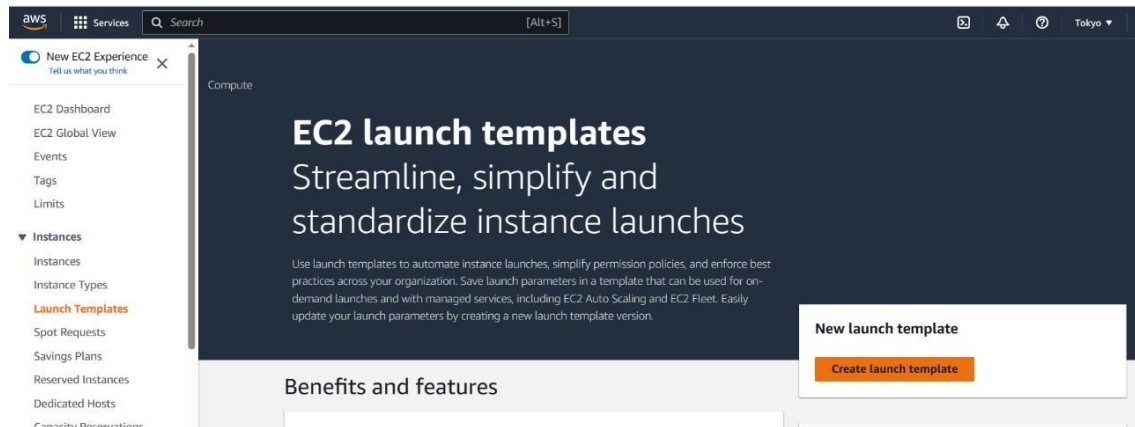 aws
Services
Search
[Alt+S]
Tokyo ▼
New EC2 Experience
Tell us what you think
EC2 Dashboard
EC2 Global View
Events
Tags
Limits
▼ Instances
Instances
Instance Types
Launch Templates
Spot Requests
Savings Plans
Reserved Instances
Dedicated Hosts
Capacity Reservations
Compute
EC2 launch templates
Streamline, simplify and
standardize instance launches
Use launch templates to automate instance launches, simplify permission policies, and enforce best
practices across your organization. Save launch parameters in a template that can be used for on-
demand launches and with managed services, including EC2 Auto Scaling and EC2 Fleet. Easily
update your launch parameters by creating a new launch template version.
New launch template
Create launch template
Benefits and features